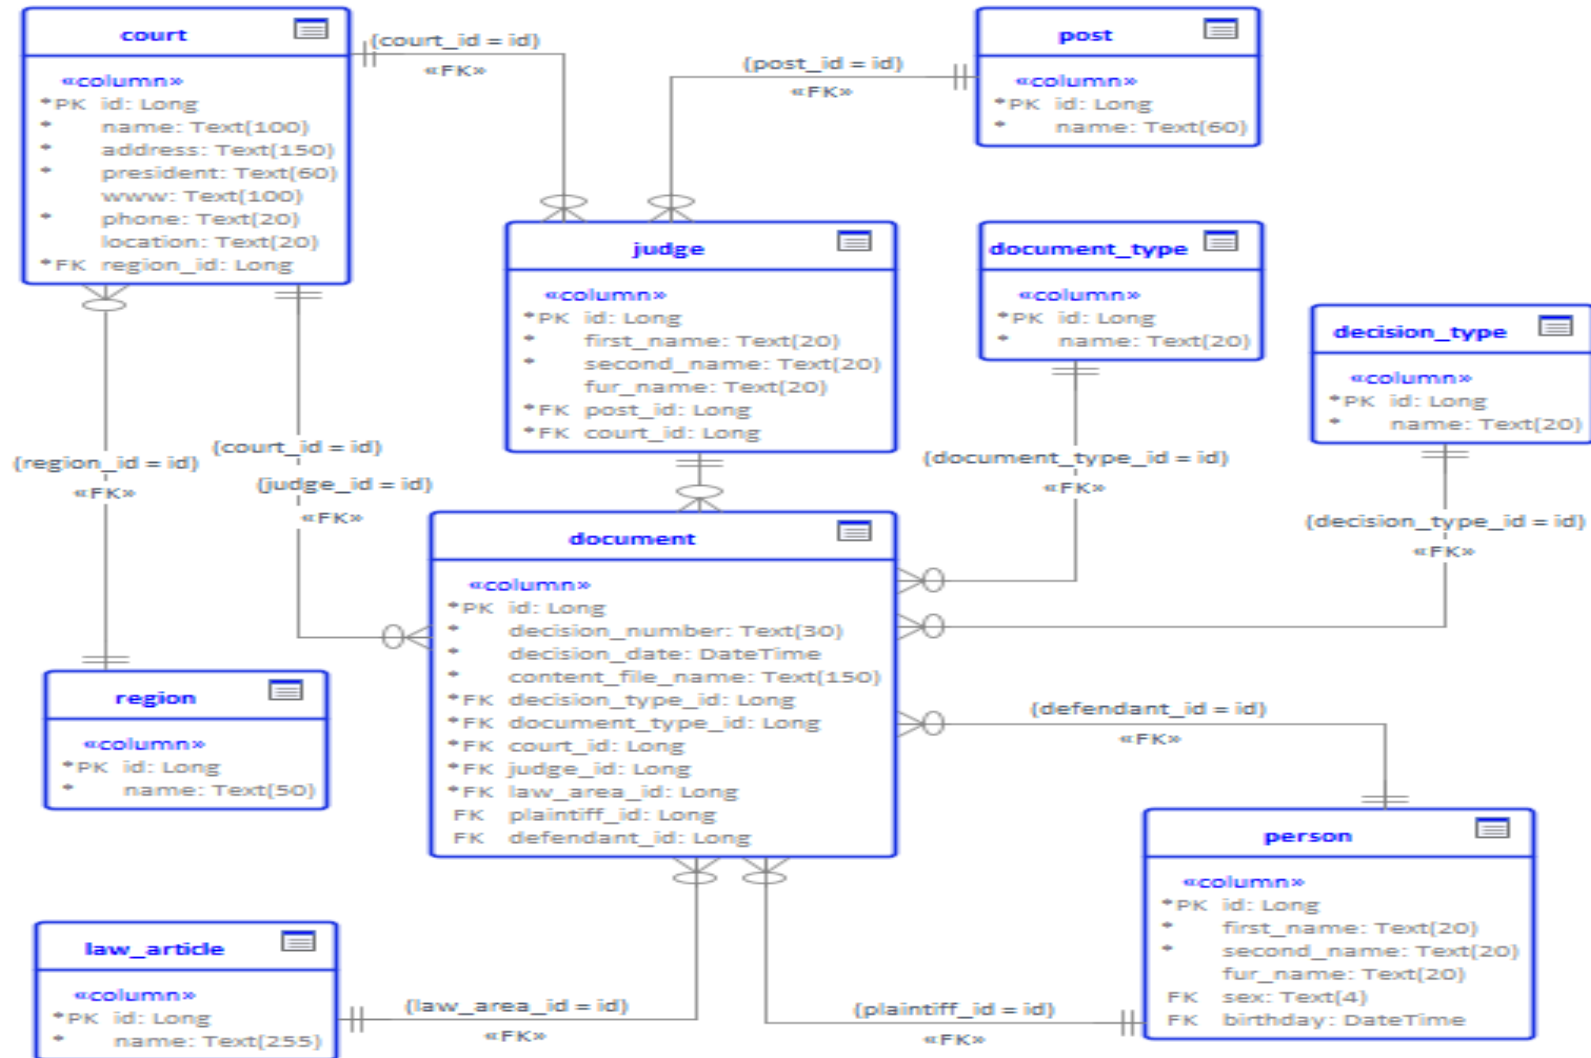 court
«column»
*PK id: Long
* name: Text(100)
* address: Text(150)
* president: Text(60)
www: Text(100)
* phone: Text(20)
location: Text(20)
*FK region_id: Long
{court_id = id}
«FK»
{post_id = id}
«FK»
post
«column»
*PK id: Long
* name: Text(60)
judge
«column»
*PK id: Long
* first_name: Text(20)
* second_name: Text(20)
fur_name: Text(20)
*FK post_id: Long
*FK court_id: Long
document_type
«column»
*PK id: Long
* name: Text(20)
decision_type
«column»
*PK id: Long
* name: Text(20)
{region_id = id}
«FK»
{court_id = id}
{judge_id = id}
«FK»
{document_type_id = id}
«FK»
{decision_type_id = id}
«FK»
document
«column»
*PK id: Long
* decision_number: Text(30)
* decision_date: DateTime
* content_file_name: Text(150)
*FK decision_type_id: Long
*FK document_type_id: Long
*FK court_id: Long
*FK judge_id: Long
*FK law_area_id: Long
FK plaintiff_id: Long
FK defendant_id: Long
region
«column»
*PK id: Long
* name: Text(50)
{defendant_id = id}
«FK»
person
«column»
*PK id: Long
* first_name: Text(20)
* second_name: Text(20)
fur_name: Text(20)
FK sex: Text(4)
FK birthday: DateTime
law_article
«column»
*PK id: Long
* name: Text(255)
{law_area_id = id}
«FK»
{plaintiff_id = id}
«FK»